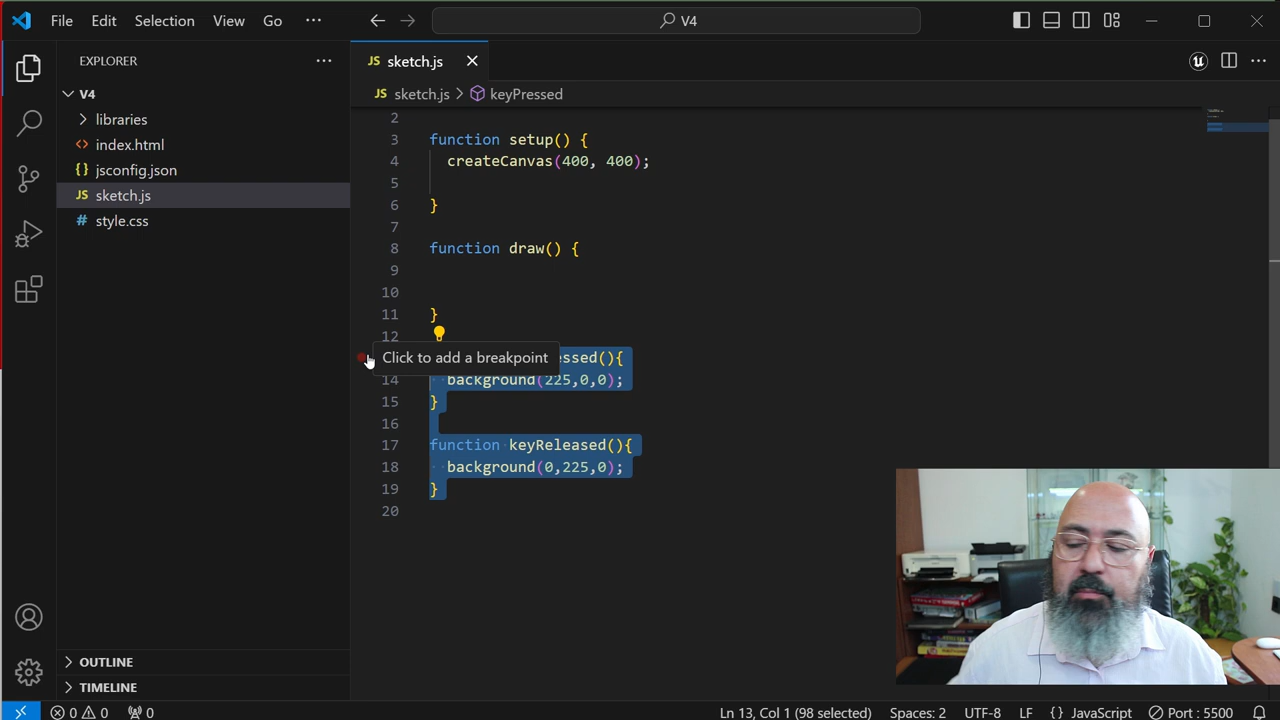 File Edit Selection View Go ··· V4
EXPLORER ···
V4
libraries
index.html
jsconfig.json
sketch.js
style.css
OUTLINE
TIMELINE
JS sketch.js
JS sketch.js > keyPressed
2
3 function setup() {
4 createCanvas(400, 400);
5
6 }
7
8 function draw() {
9
10
11 }
12
Click to add a breakpoint ssed(){
14 background(225,0,0);
15 }
16
17 function keyReleased(){
18 background(0,225,0);
19 }
20
0 0 0 Ln 13, Col 1 (98 selected) Spaces: 2 UTF-8 LF {} JavaScript Port : 5500